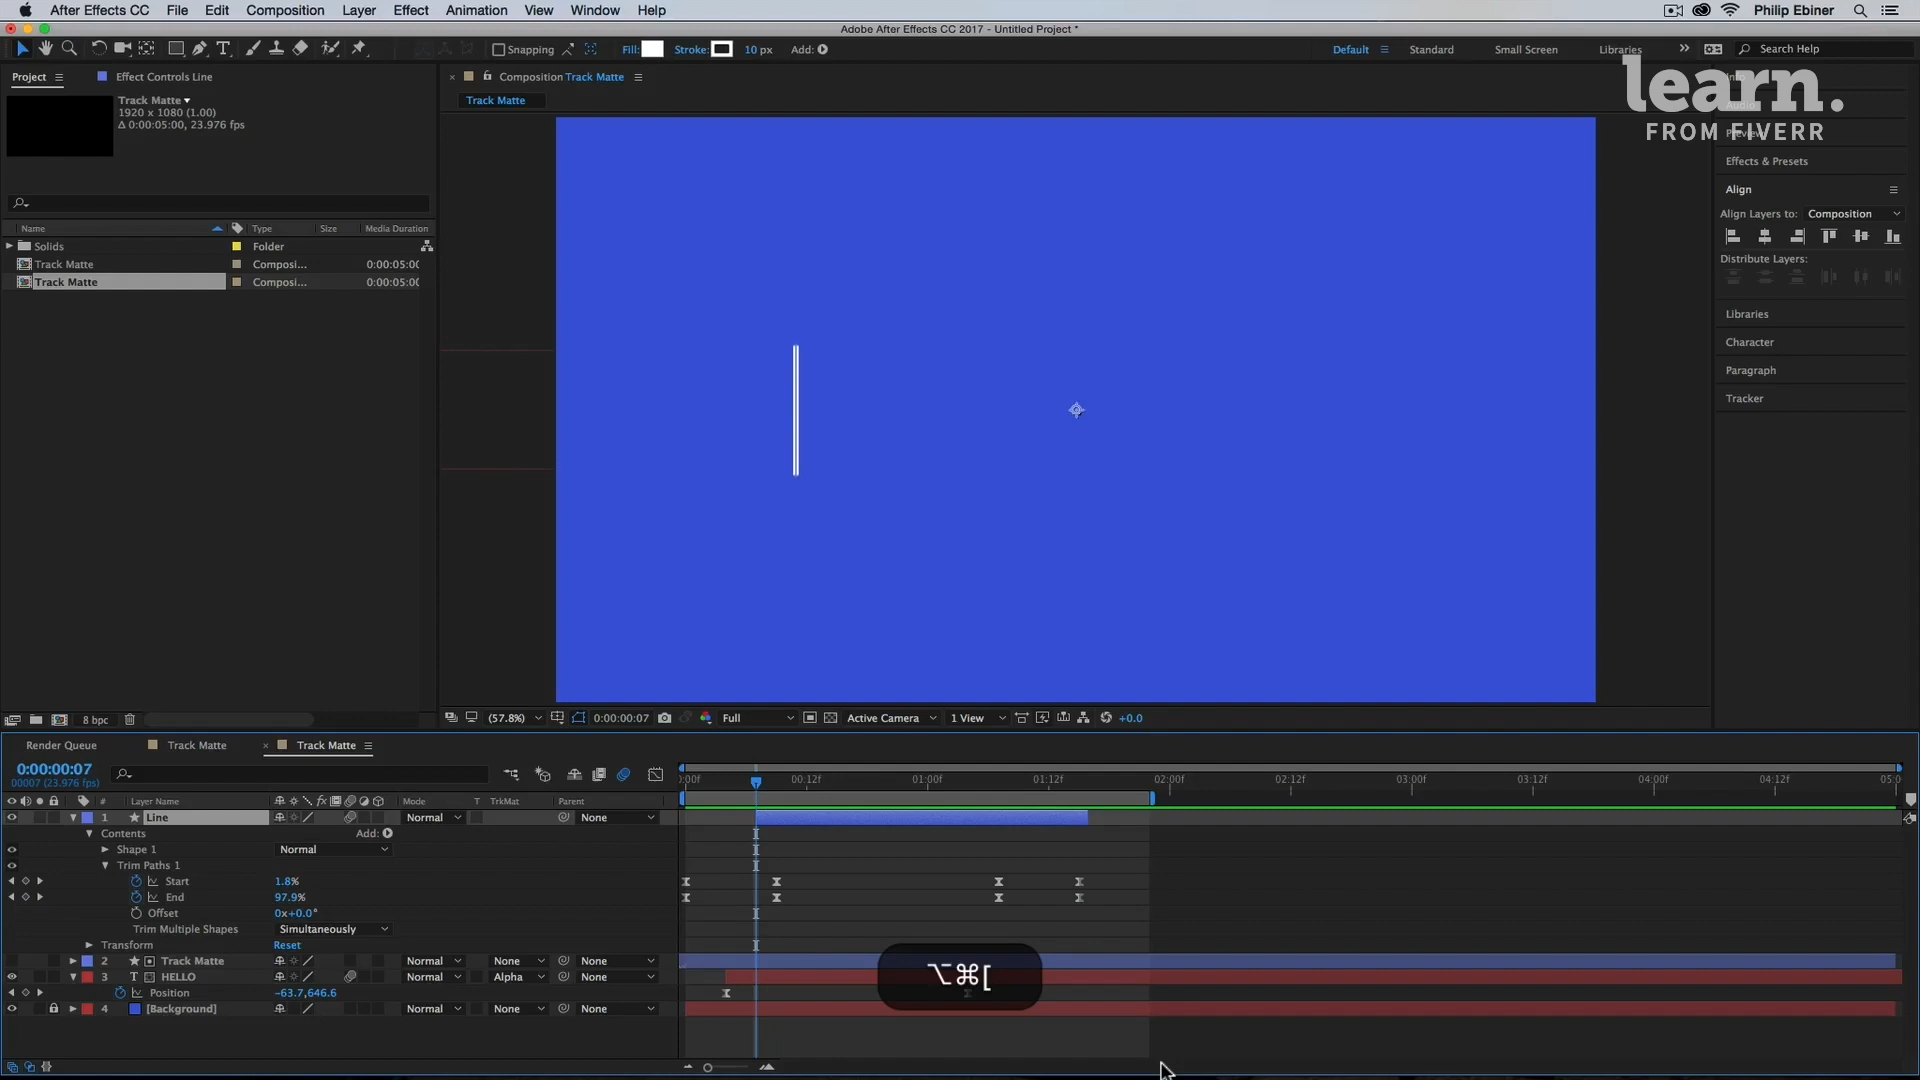 After Effects CC File Edit Composition Layer Effect Animation View Window Help Philip Ebiner
Adobe After Effects CC 2017 - Untitled Project *
Snapping Fill: Stroke: 10 px Add: Default Standard Small Screen Libraries Search Help
Project Effect Controls Line Composition Track Matte
Track Matte
1920 x 1080 (1.00)
Δ 0:00:05:00, 23.976 fps
Track Matte
learn.
FROM FIVERR
Effects & Presets
Align
Align Layers to: Composition
Distribute Layers:
Libraries
Character
Paragraph
Tracker
Name Type Size Media Duration
Solids Folder
Track Matte Composi... 0:00:05:00
Track Matte Composi... 0:00:05:00
8 bpc (57.8%) 0:00:00:07 Full Active Camera 1 View +0.0
Render Queue Track Matte Track Matte
0:00:00:07
00007 (23.976 fps)
:00f 00:12f 01:00f 01:12f 02:00f 02:12f 03:00f 03:12f 04:00f 04:12f 05:0
# Layer Name Mode T TrkMat Parent
1 Line Normal None
Contents Add:
Shape 1 Normal
Trim Paths 1
Start 1.8%
End 97.9%
Offset 0x+0.0°
Trim Multiple Shapes Simultaneously
Transform Reset
2 Track Matte Normal None None
3 T HELLO Normal Alpha None
Position -63.7,646.6
4 [Background] Normal None None
⌥⌘[